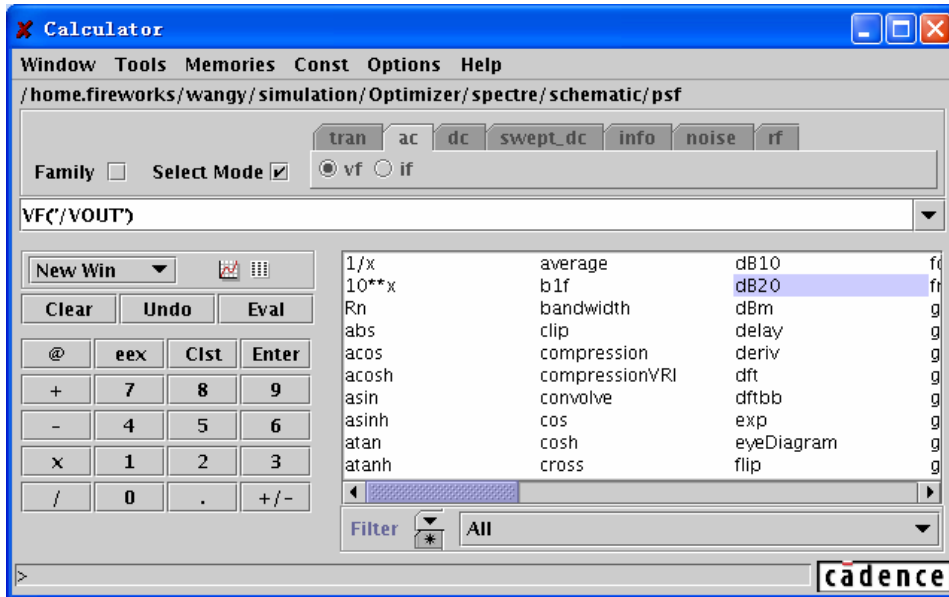 Calculator
Window Tools Memories Const Options Help
/home.fireworks/wangy/simulation/Optimizer/spectre/schematic/psf
tran ac dc swept_dc info noise rf
Family Select Mode vf if
VF("/VOUT")
New Win
Clear Undo Eval
@ eex Clst Enter
+ 7 8 9
- 4 5 6
x 1 2 3
/ 0 . +/-
1/x average dB10
10**x b1f dB20
Rn bandwidth dBm
abs clip delay
acos compression deriv
acosh compressionVRI dft
asin convolve dftbb
asinh cos exp
atan cosh eyeDiagram
atanh cross flip
Filter All
>
cadence